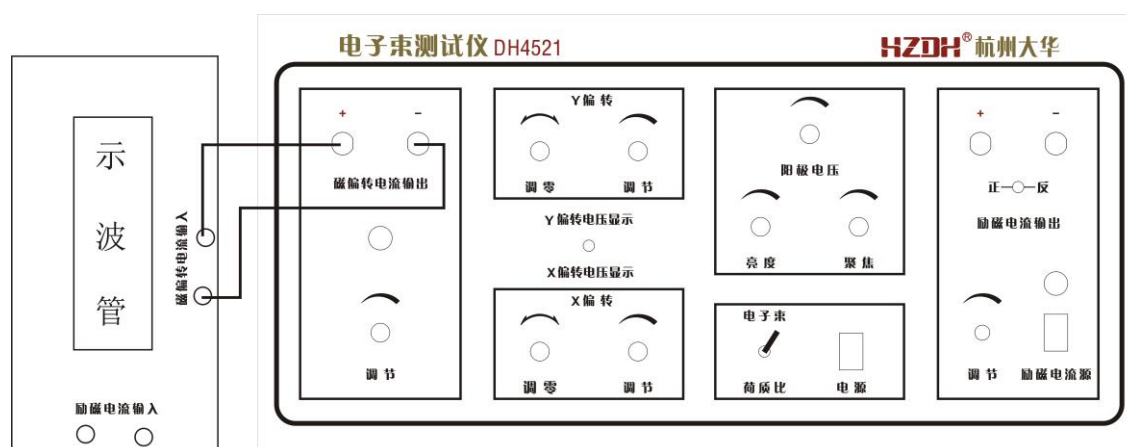 电子束测试仪 DH4521
HZDH®杭州大华
示
波
管
磁偏转电流输入
励磁电流输入
+ -
磁偏转电流输出
调节
Y偏转
调零 调节
Y偏转电压显示
X偏转电压显示
X偏转
调零 调节
阳极电压
亮度 聚焦
电子束
荷质比 电源
+ -
正 反
励磁电流输出
调节 励磁电流源